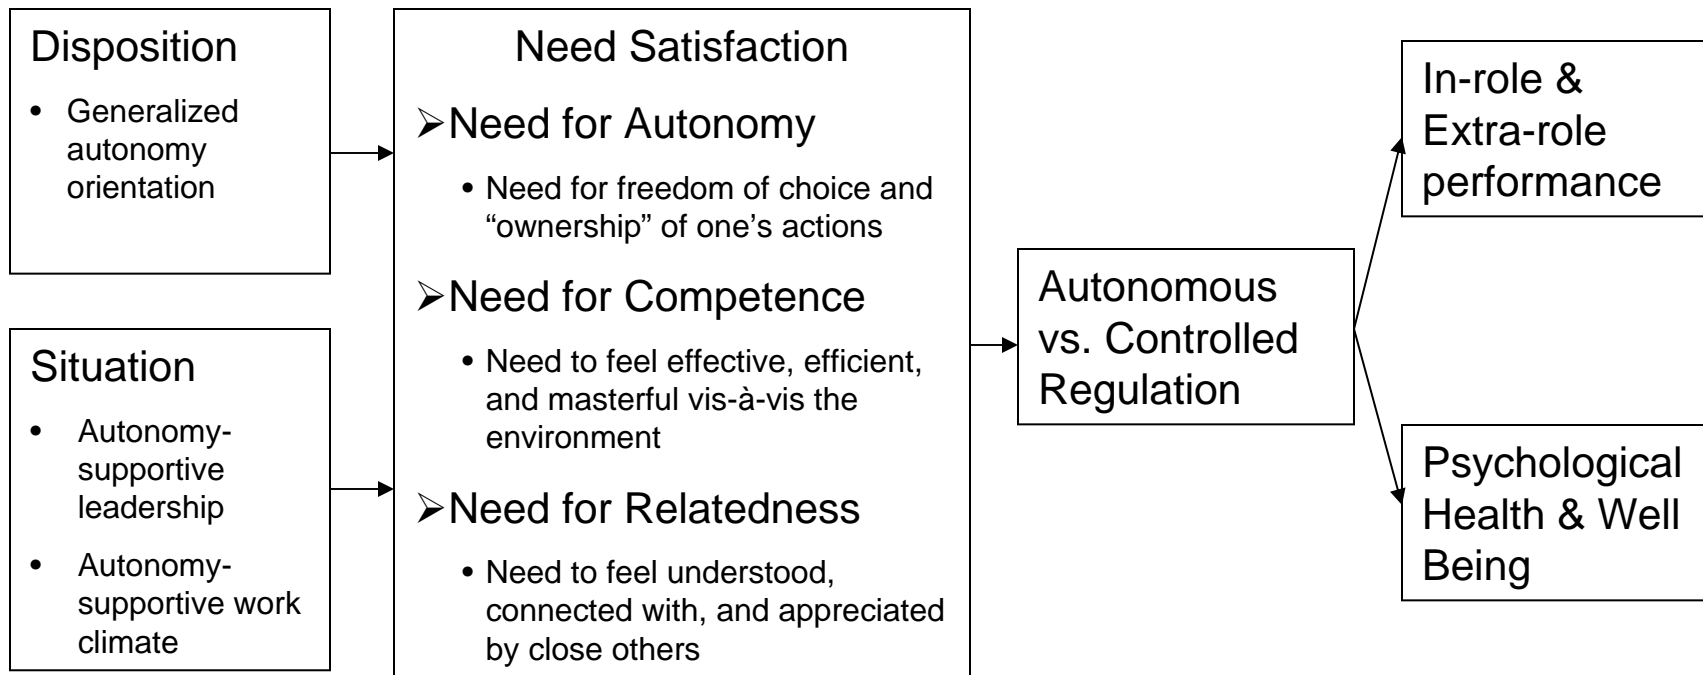 Disposition
• Generalized
autonomy
orientation
Situation
• Autonomy-
supportive
leadership
• Autonomy-
supportive work
climate
Need Satisfaction
➢Need for Autonomy
• Need for freedom of choice and
“ownership” of one’s actions
➢Need for Competence
• Need to feel effective, efficient,
and masterful vis-à-vis the
environment
➢Need for Relatedness
• Need to feel understood,
connected with, and appreciated
by close others
Autonomous
vs. Controlled
Regulation
In-role &
Extra-role
performance
Psychological
Health & Well
Being